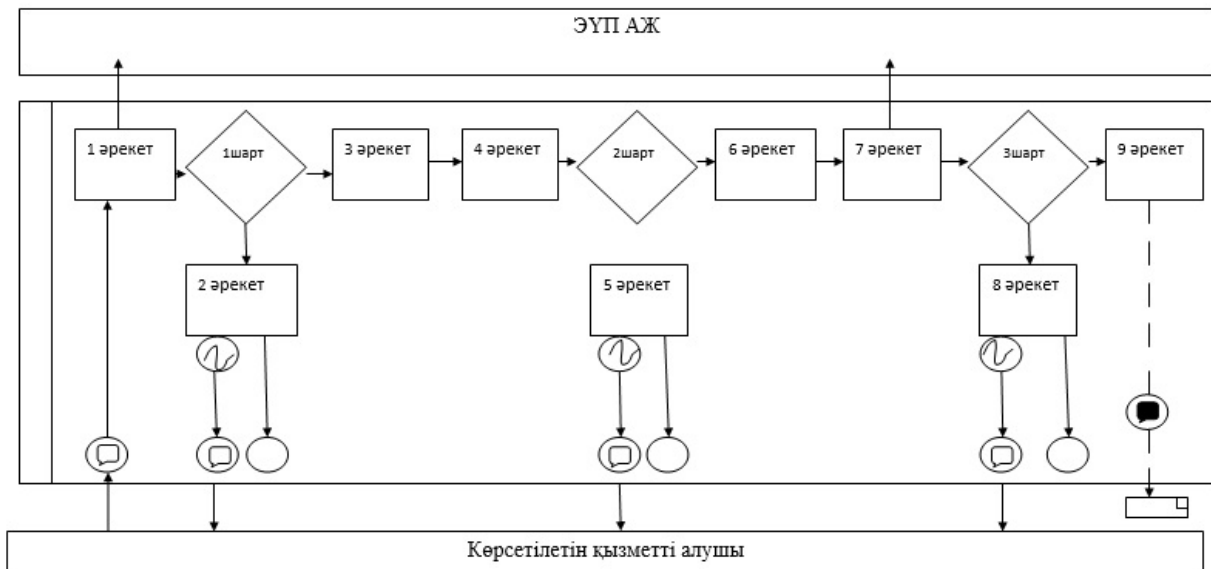 ЭҮП АЖ
1 әрекет
1шарт
3 әрекет
4 әрекет
2шарт
6 әрекет
7 әрекет
3шарт
9 әрекет
2 әрекет
5 әрекет
8 әрекет
Көрсетілетін қызметті алушы